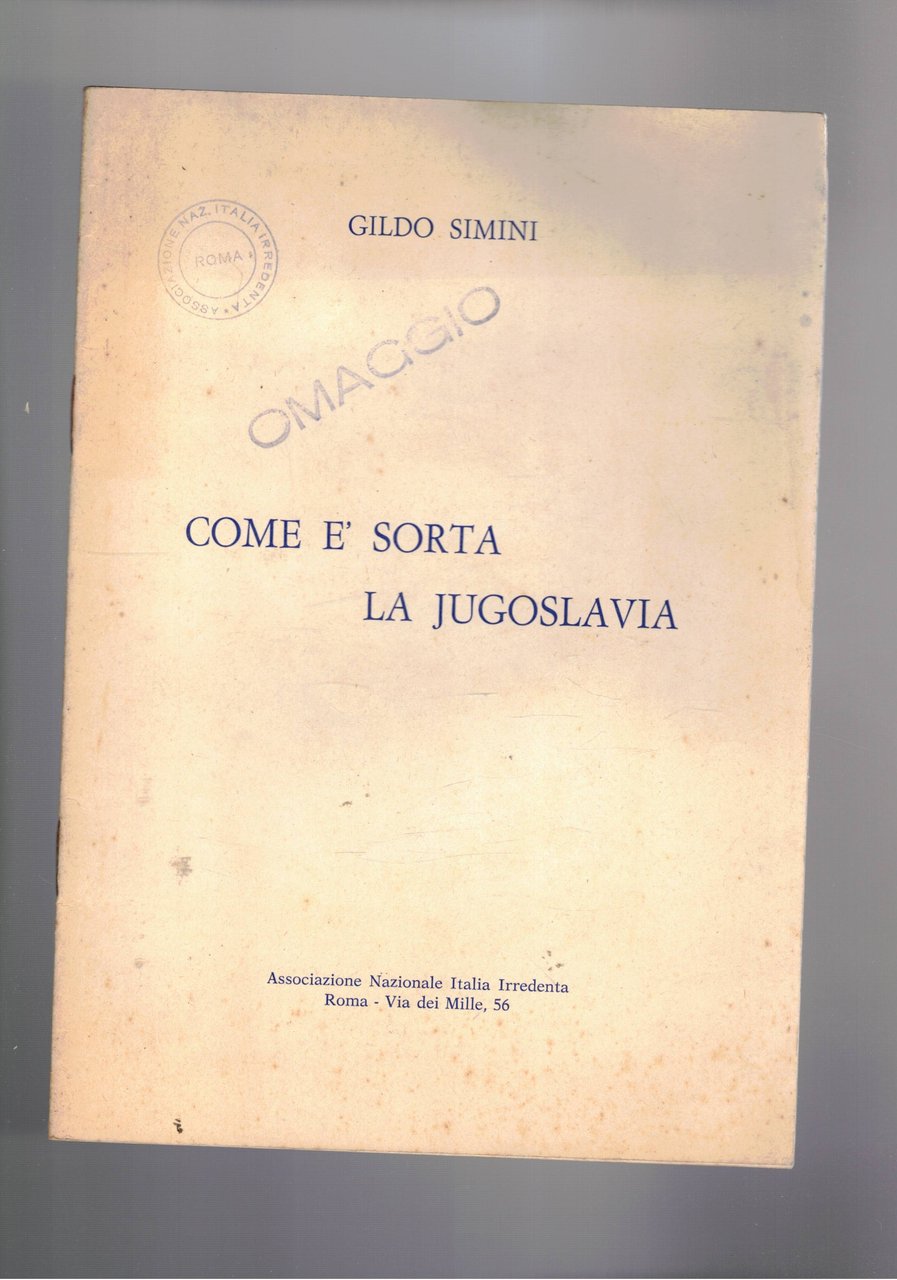 GILDO SIMINI
ASSOCIAZIONE NAZ. ITALIA IRREDENTA *
ROMA
OMAGGIO
COME E' SORTA
LA JUGOSLAVIA
Associazione Nazionale Italia Irredenta
Roma - Via dei Mille, 56